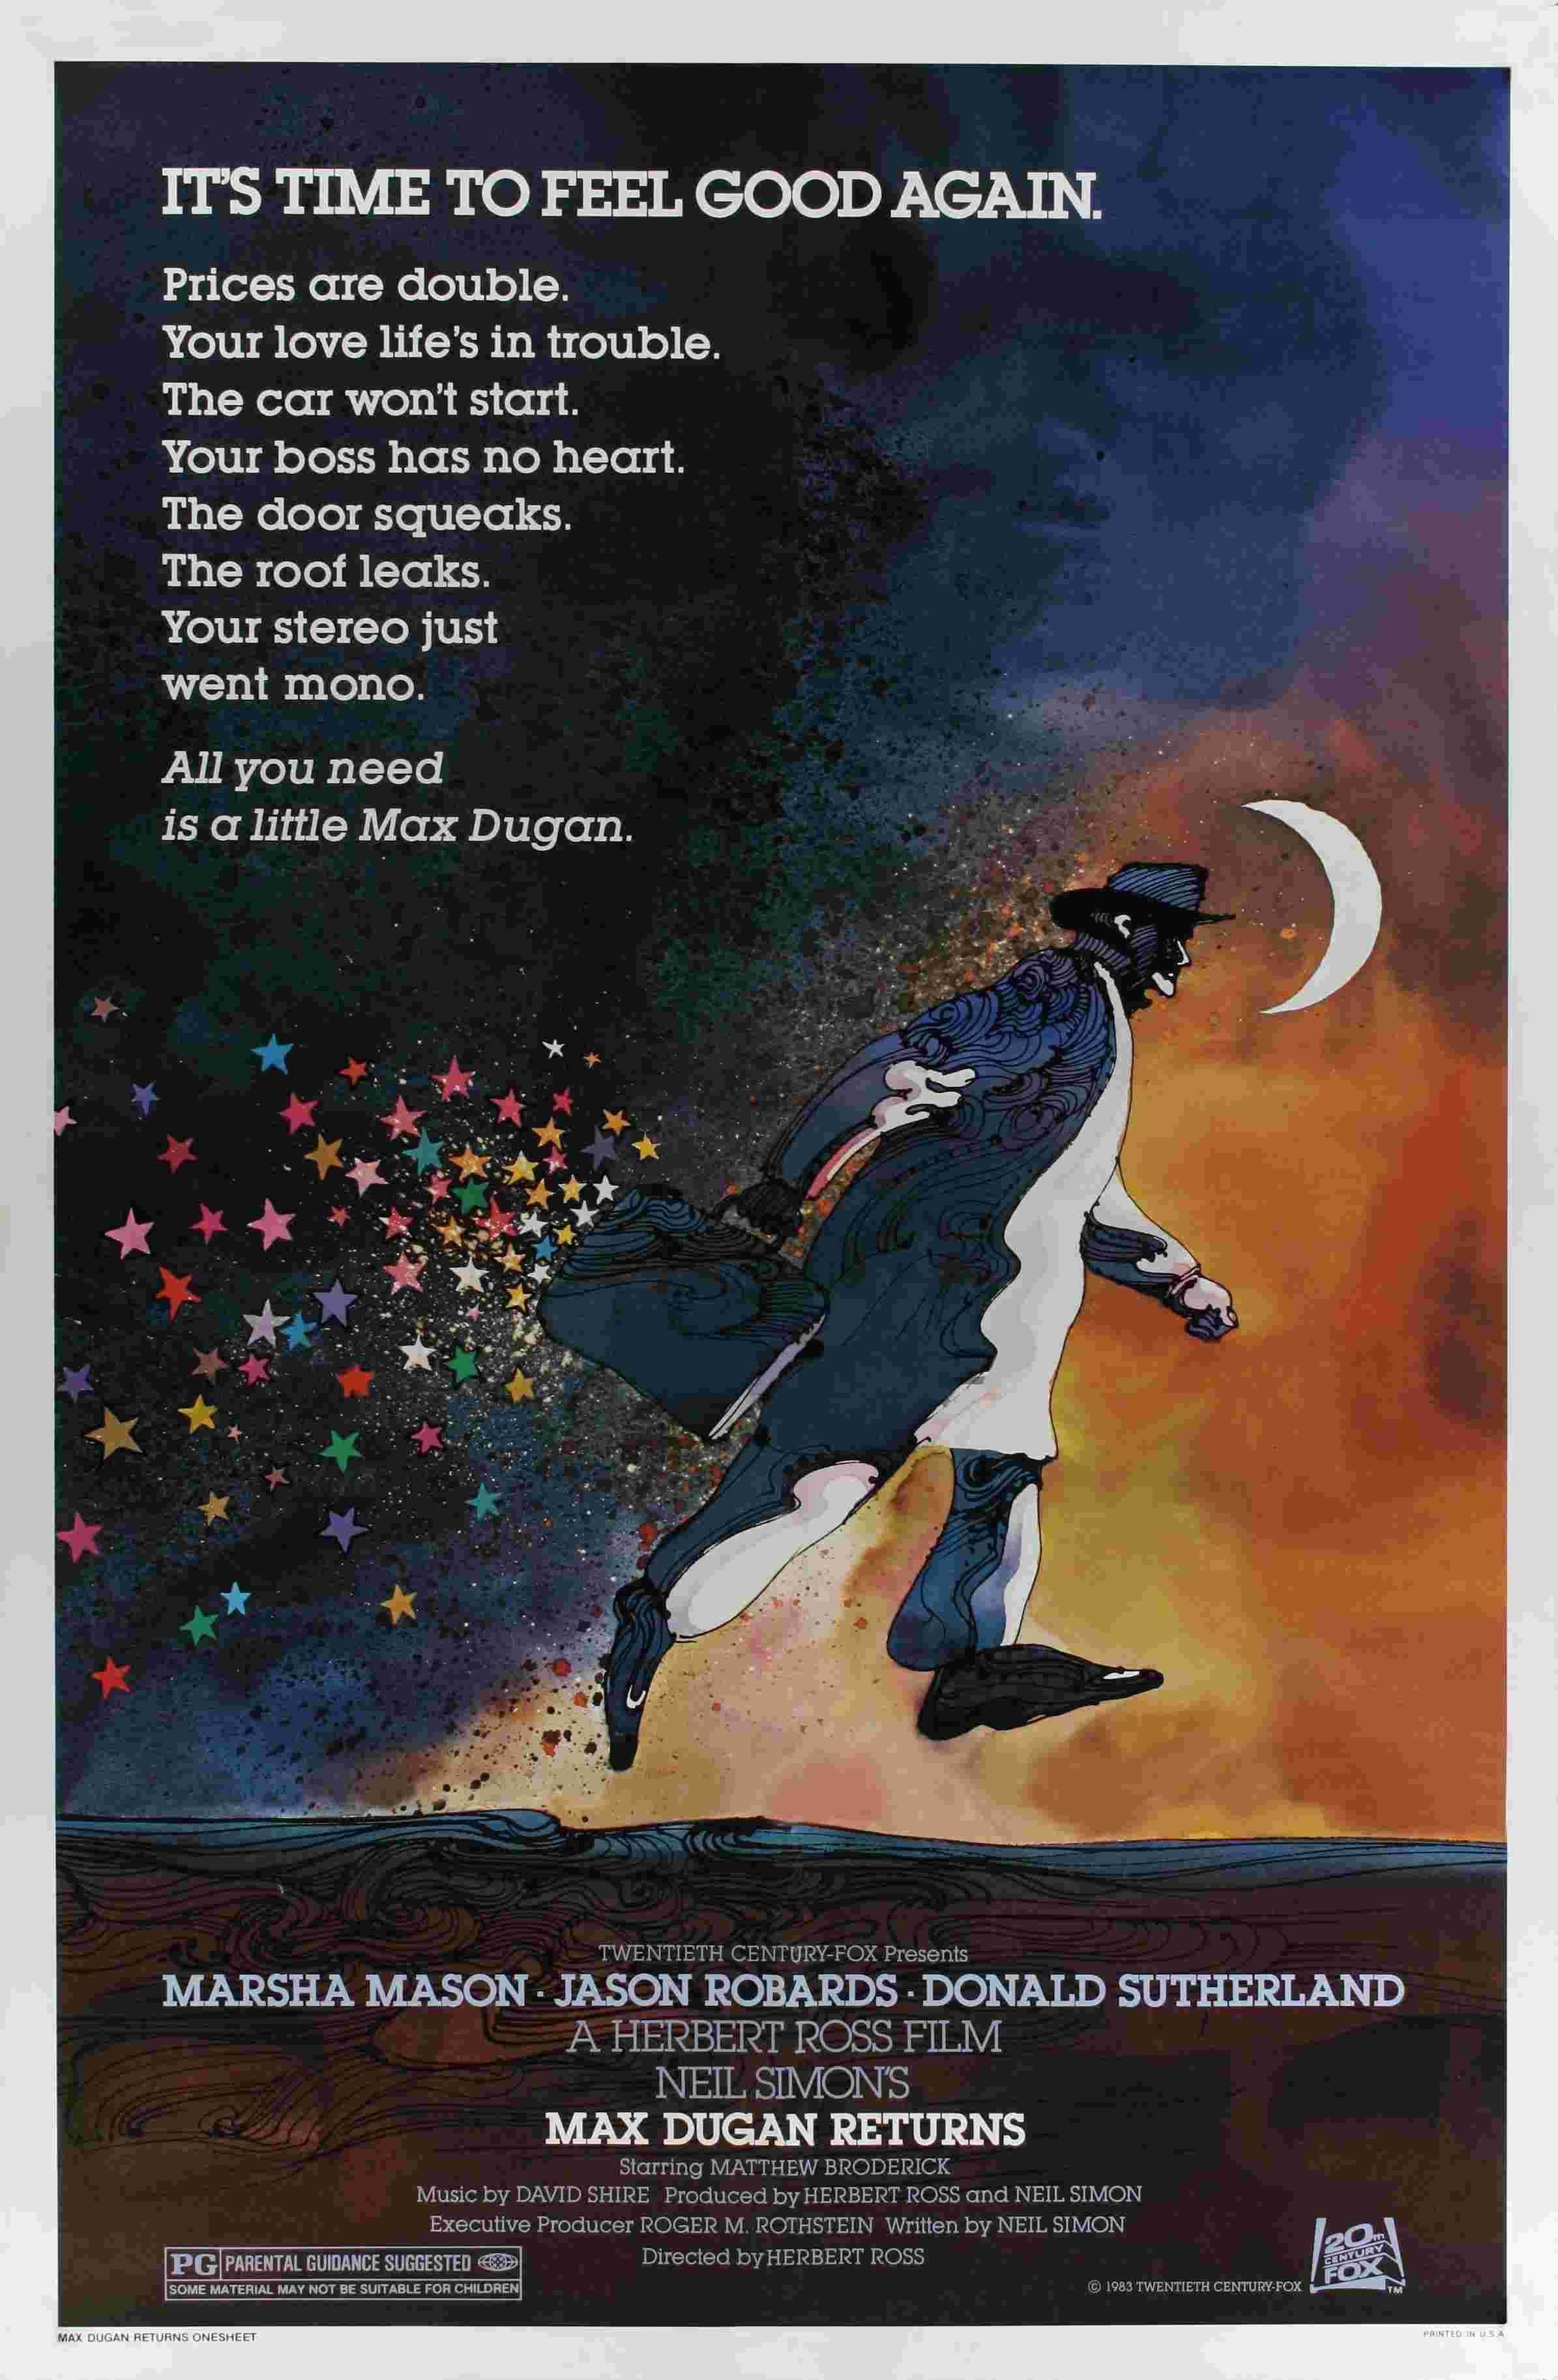 IT'S TIME TO FEEL GOOD AGAIN.
Prices are double.
Your love life's in trouble.
The car won't start.
Your boss has no heart.
The door squeaks.
The roof leaks.
Your stereo just
went mono.
All you need
is a little Max Dugan.
TWENTIETH CENTURY-FOX Presents
MARSHA MASON · JASON ROBARDS · DONALD SUTHERLAND
A HERBERT ROSS FILM
NEIL SIMON'S
MAX DUGAN RETURNS
Starring MATTHEW BRODERICK
Music by DAVID SHIRE Produced by HERBERT ROSS and NEIL SIMON
Executive Producer ROGER M. ROTHSTEIN Written by NEIL SIMON
Directed by HERBERT ROSS
PG PARENTAL GUIDANCE SUGGESTED
SOME MATERIAL MAY NOT BE SUITABLE FOR CHILDREN
© 1983 TWENTIETH CENTURY-FOX
20th
CENTURY
FOX
TM
MAX DUGAN RETURNS ONESHEET
PRINTED IN U.S.A.